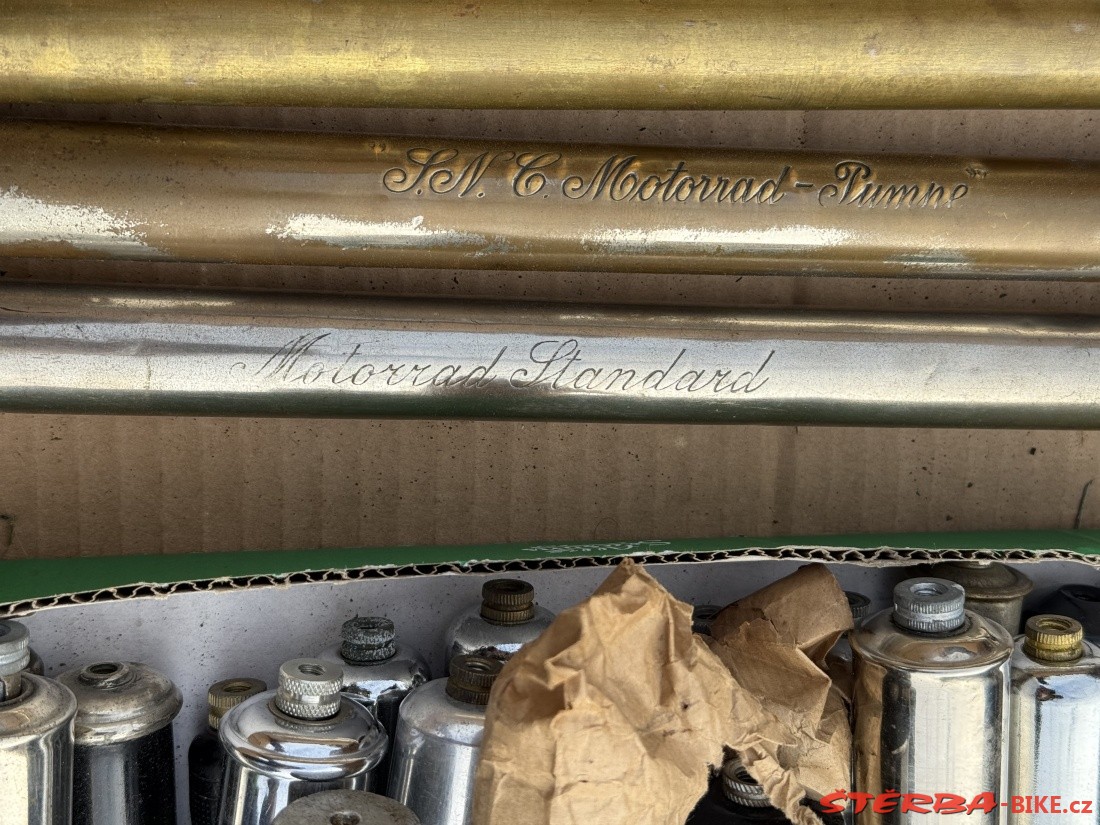 "S.N.C. Motorrad-Pumpe"
Motorrad Standard
ŠTĚRBA-BIKE.cz